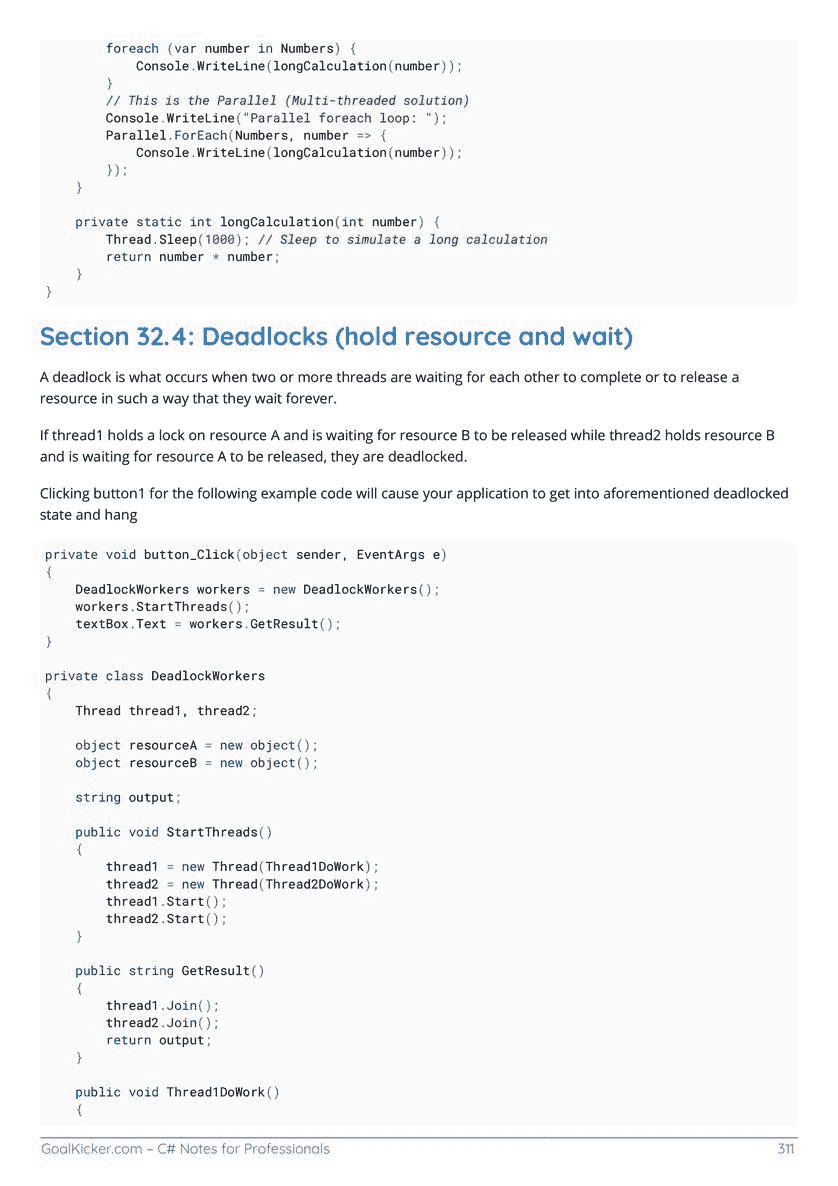 foreach (var number in Numbers) {
            Console.WriteLine(longCalculation(number));
        }
        // This is the Parallel (Multi-threaded solution)
        Console.WriteLine("Parallel foreach loop: ");
        Parallel.ForEach(Numbers, number => {
            Console.WriteLine(longCalculation(number));
        });
    }

    private static int longCalculation(int number) {
        Thread.Sleep(1000); // Sleep to simulate a long calculation
        return number * number;
    }
}
Section 32.4: Deadlocks (hold resource and wait)
A deadlock is what occurs when two or more threads are waiting for each other to complete or to release a
resource in such a way that they wait forever.
If thread1 holds a lock on resource A and is waiting for resource B to be released while thread2 holds resource B
and is waiting for resource A to be released, they are deadlocked.
Clicking button1 for the following example code will cause your application to get into aforementioned deadlocked
state and hang
private void button_Click(object sender, EventArgs e)
{
    DeadlockWorkers workers = new DeadlockWorkers();
    workers.StartThreads();
    textBox.Text = workers.GetResult();
}

private class DeadlockWorkers
{
    Thread thread1, thread2;

    object resourceA = new object();
    object resourceB = new object();

    string output;

    public void StartThreads()
    {
        thread1 = new Thread(Thread1DoWork);
        thread2 = new Thread(Thread2DoWork);
        thread1.Start();
        thread2.Start();
    }

    public string GetResult()
    {
        thread1.Join();
        thread2.Join();
        return output;
    }

    public void Thread1DoWork()
    {
GoalKicker.com – C# Notes for Professionals
311